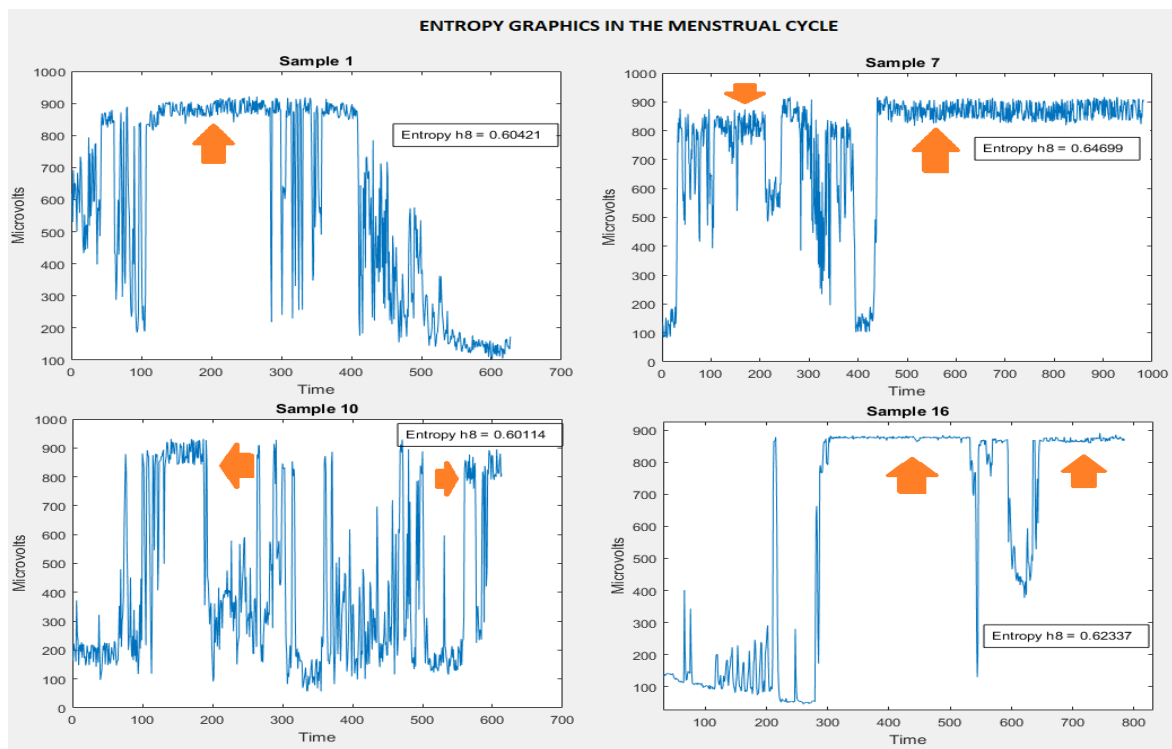 ENTROPY GRAPHICS IN THE MENSTRUAL CYCLE
Sample 1
1000
900
800
700
600
500
400
300
200
100
Microvolts
Entropy h8 = 0.60421
0 100 200 300 400 500 600 700
Time
Sample 7
1000
900
800
700
600
500
400
300
200
100
0
Microvolts
Entropy h8 = 0.64699
0 100 200 300 400 500 600 700 800 900 1000
Time
Sample 10
1000
900
800
700
600
500
400
300
200
100
0
Microvolts
Entropy h8 = 0.60114
0 100 200 300 400 500 600 700
Time
Sample 16
900
800
700
600
500
400
300
200
100
Microvolts
Entropy h8 = 0.62337
100 200 300 400 500 600 700 800
Time